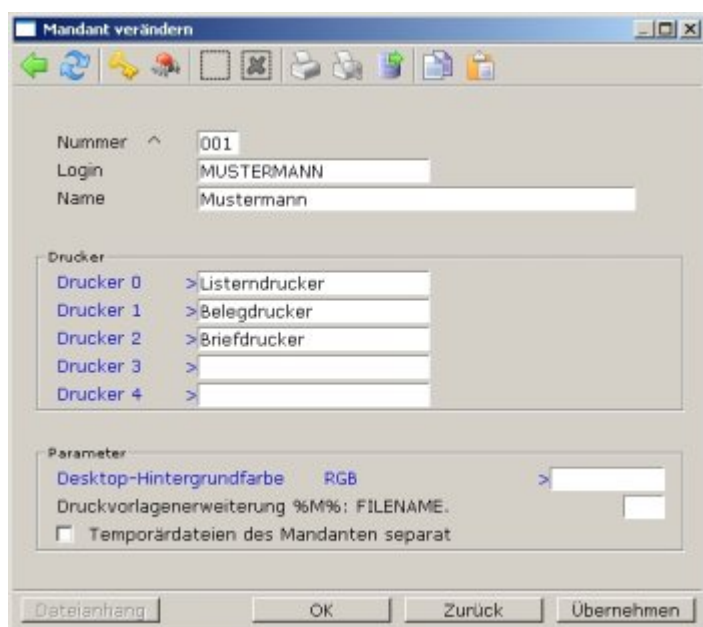 Mandant verändern
Nummer ^ 001
Login MUSTERMANN
Name Mustermann
Drucker
Drucker 0 >Listerndrucker
Drucker 1 >Belegdrucker
Drucker 2 >Briefdrucker
Drucker 3 >
Drucker 4 >
Parameter
Desktop-Hintergrundfarbe RGB >
Druckvorlagenerweiterung %M%: FILENAME.
Temporärdateien des Mandanten separat
Dateianhang OK Zurück Übernehmen